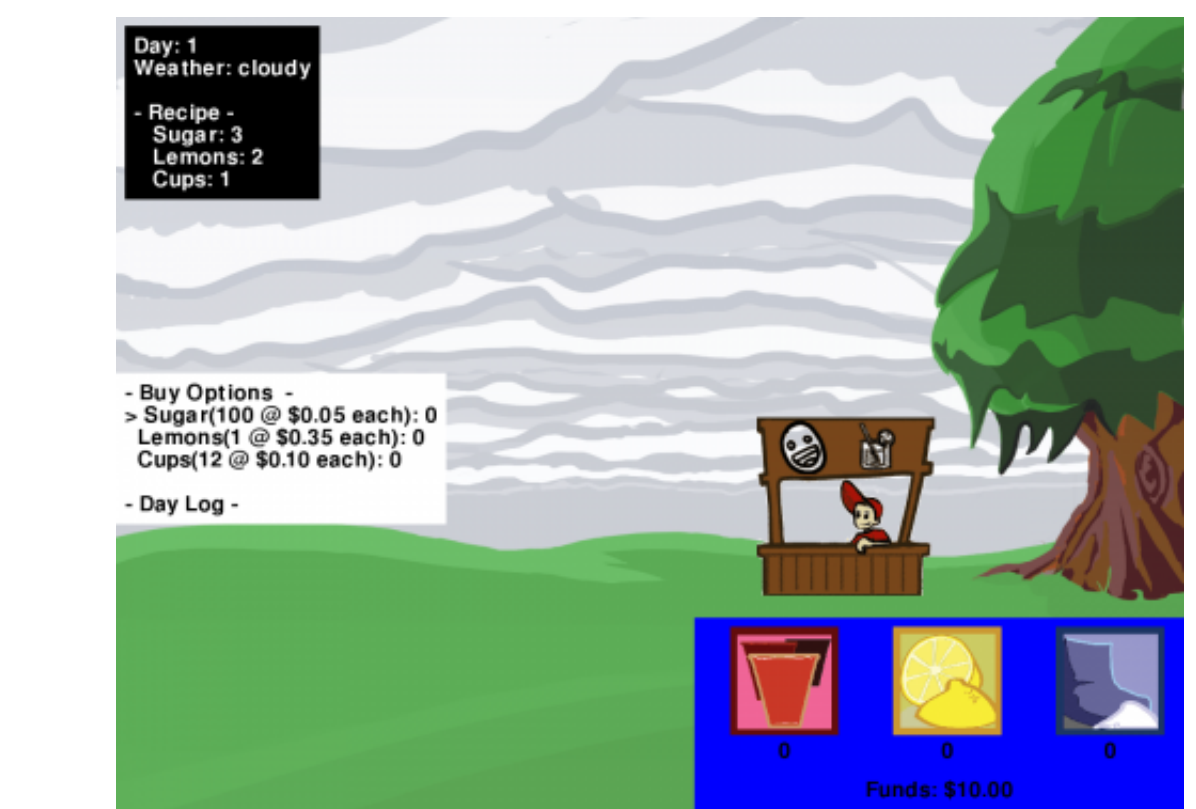 Day: 1
Weather: cloudy
- Recipe -
Sugar: 3
Lemons: 2
Cups: 1
- Buy Options -
> Sugar(100 @ $0.05 each): 0
Lemons(1 @ $0.35 each): 0
Cups(12 @ $0.10 each): 0
- Day Log -
0 0 0
Funds: $10.00